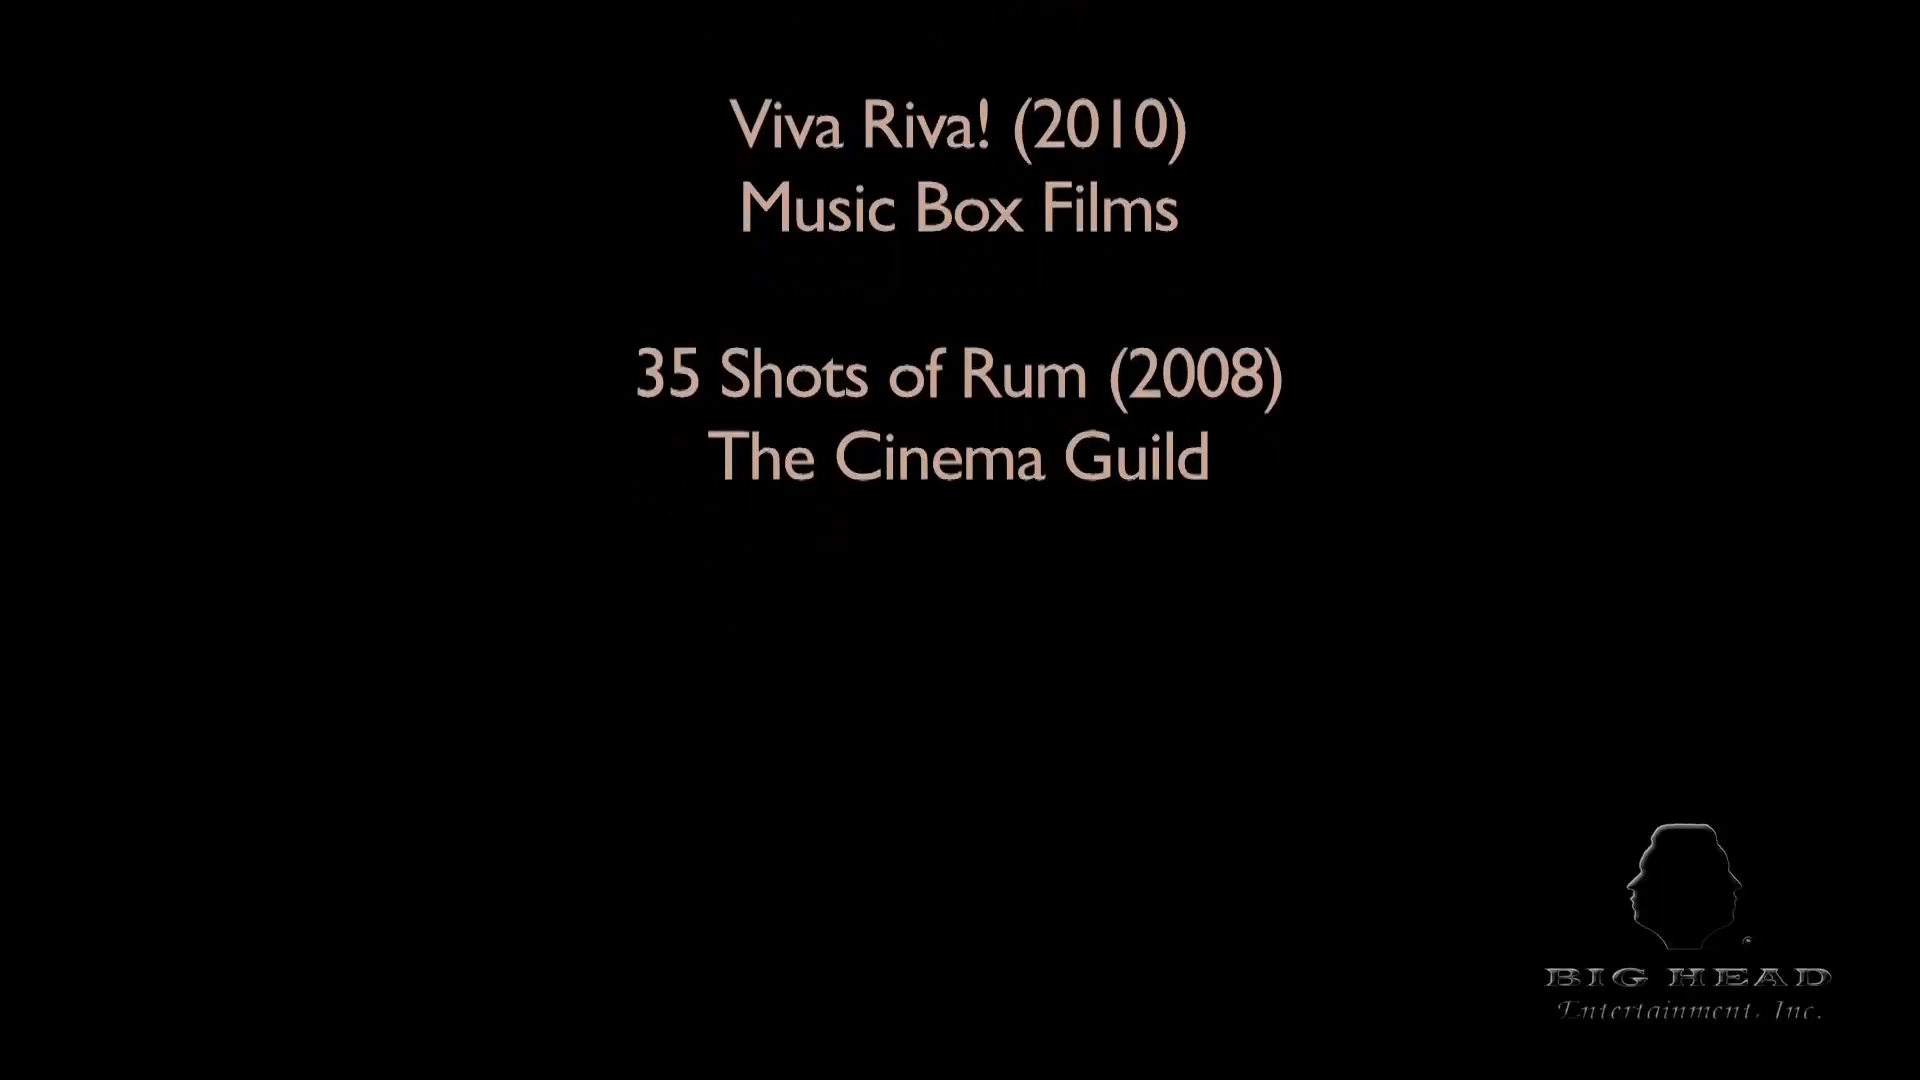 Viva Riva! (2010)
Music Box Films
35 Shots of Rum (2008)
The Cinema Guild
BIG HEAD
Entertainment, Inc.